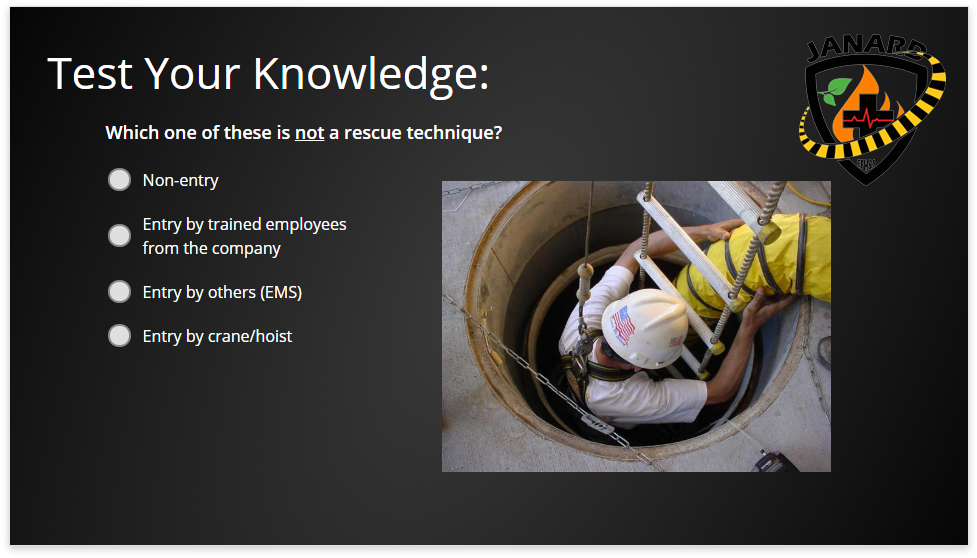 JANARD
Test Your Knowledge:
Which one of these is not a rescue technique?
Non-entry
Entry by trained employees
from the company
Entry by others (EMS)
Entry by crane/hoist